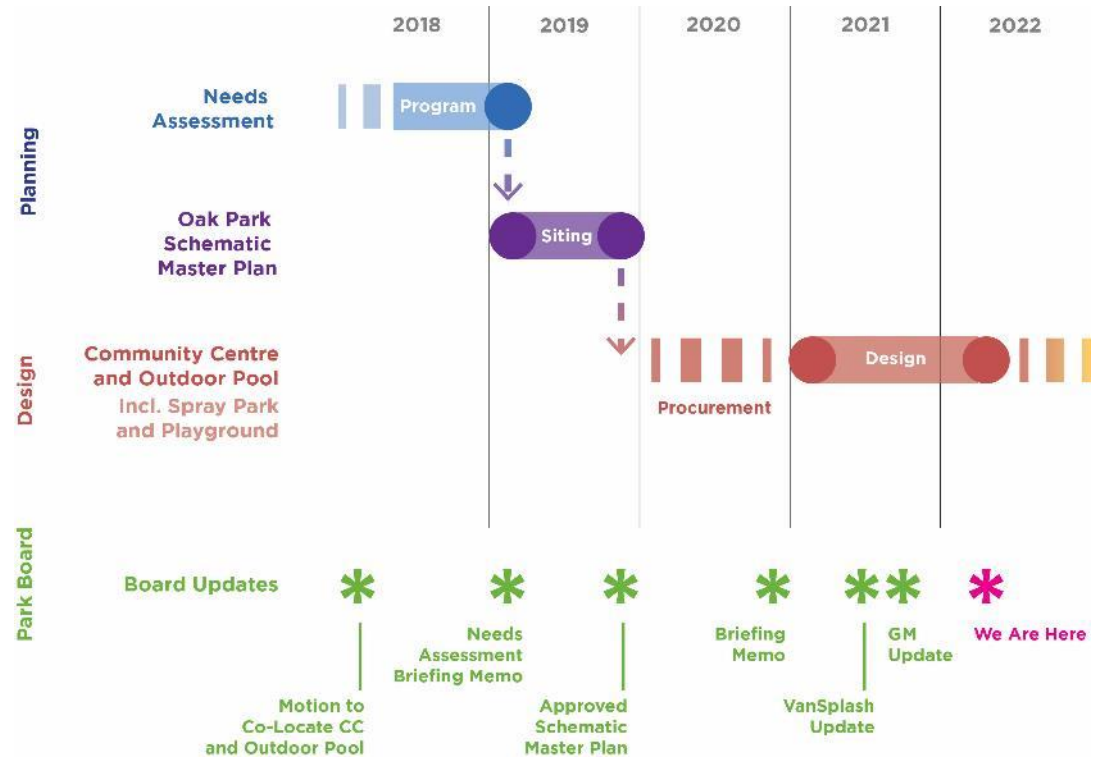 2018
2019
2020
2021
2022
Planning
Needs
Assessment
Program
Oak Park
Schematic
Master Plan
Siting
Design
Community Centre
and Outdoor Pool
Incl. Spray Park
and Playground
Procurement
Design
Park Board
Board Updates
Motion to
Co-Locate CC
and Outdoor Pool
Needs
Assessment
Briefing Memo
Approved
Schematic
Master Plan
Briefing
Memo
VanSplash
Update
GM
Update
We Are Here